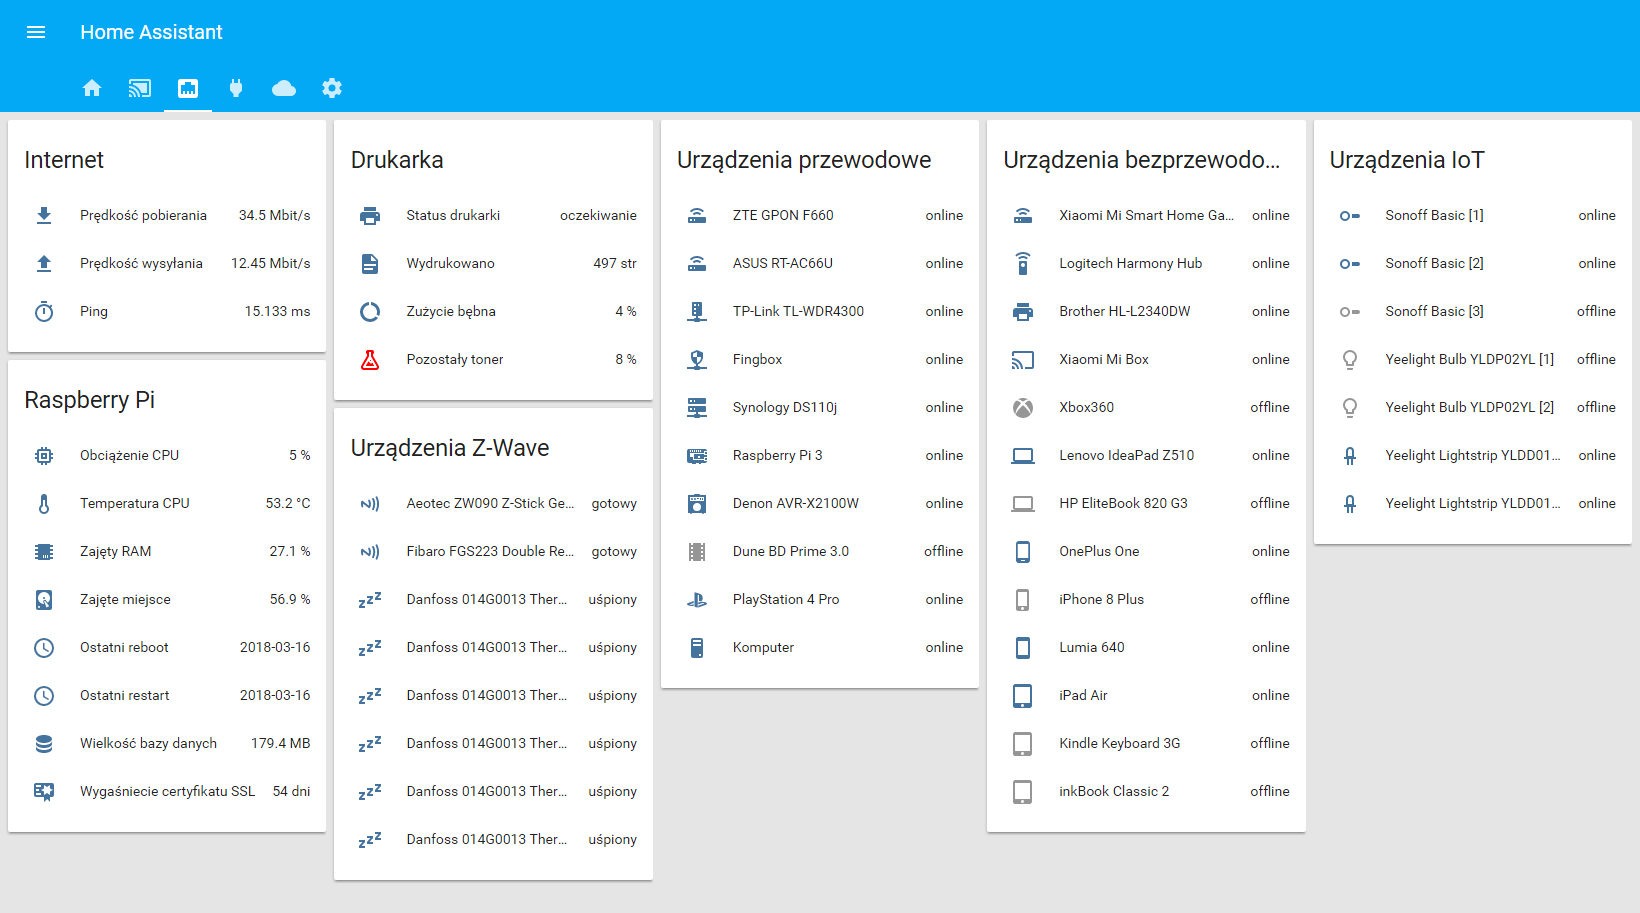 Home Assistant
Internet
Prędkość pobierania 34.5 Mbit/s
Prędkość wysyłania 12.45 Mbit/s
Ping 15.133 ms
Raspberry Pi
Obciążenie CPU 5 %
Temperatura CPU 53.2 °C
Zajęty RAM 27.1 %
Zajęte miejsce 56.9 %
Ostatni reboot 2018-03-16
Ostatni restart 2018-03-16
Wielkość bazy danych 179.4 MB
Wygaśniecie certyfikatu SSL 54 dni
Drukarka
Status drukarki oczekiwanie
Wydrukowano 497 str
Zużycie bębna 4 %
Pozostały toner 8 %
Urządzenia Z-Wave
Aeotec ZW090 Z-Stick Ge... gotowy
Fibaro FGS223 Double Re... gotowy
Danfoss 014G0013 Ther... uśpiony
Danfoss 014G0013 Ther... uśpiony
Danfoss 014G0013 Ther... uśpiony
Danfoss 014G0013 Ther... uśpiony
Danfoss 014G0013 Ther... uśpiony
Danfoss 014G0013 Ther... uśpiony
Urządzenia przewodowe
ZTE GPON F660 online
ASUS RT-AC66U online
TP-Link TL-WDR4300 online
Fingbox online
Synology DS110j online
Raspberry Pi 3 online
Denon AVR-X2100W online
Dune BD Prime 3.0 offline
PlayStation 4 Pro online
Komputer online
Urządzenia bezprzewodo...
Xiaomi Mi Smart Home Ga... online
Logitech Harmony Hub online
Brother HL-L2340DW online
Xiaomi Mi Box online
Xbox360 offline
Lenovo IdeaPad Z510 online
HP EliteBook 820 G3 offline
OnePlus One online
iPhone 8 Plus offline
Lumia 640 online
iPad Air online
Kindle Keyboard 3G offline
inkBook Classic 2 offline
Urządzenia IoT
Sonoff Basic [1] online
Sonoff Basic [2] online
Sonoff Basic [3] offline
Yeelight Bulb YLDP02YL [1] offline
Yeelight Bulb YLDP02YL [2] offline
Yeelight Lightstrip YLDD01... online
Yeelight Lightstrip YLDD01... online